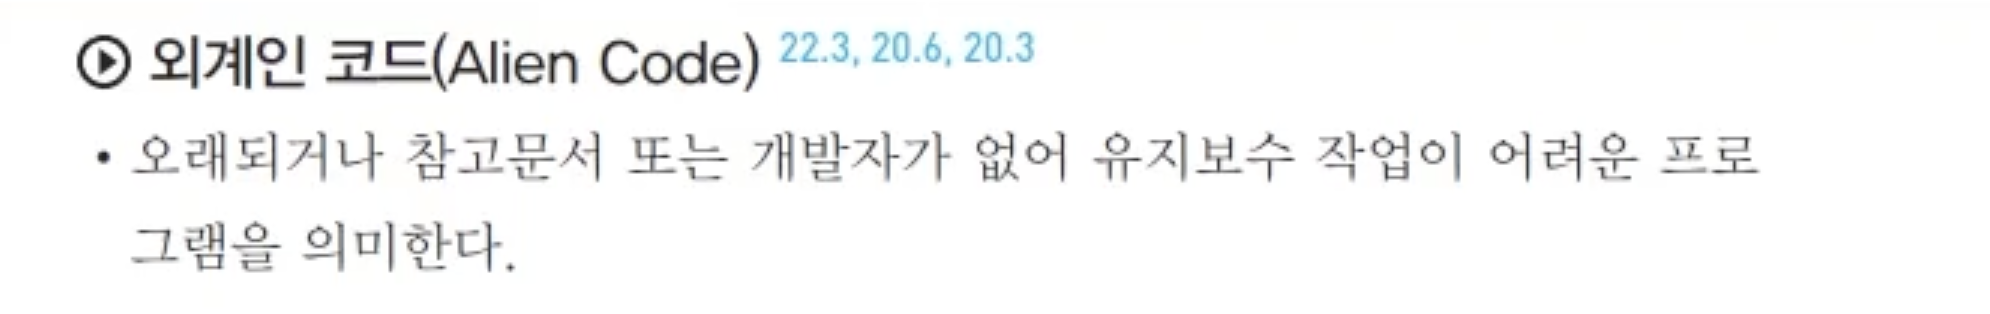 외계인 코드(Alien Code) 22.3, 20.6, 20.3
• 오래되거나 참고문서 또는 개발자가 없어 유지보수 작업이 어려운 프로
그램을 의미한다.